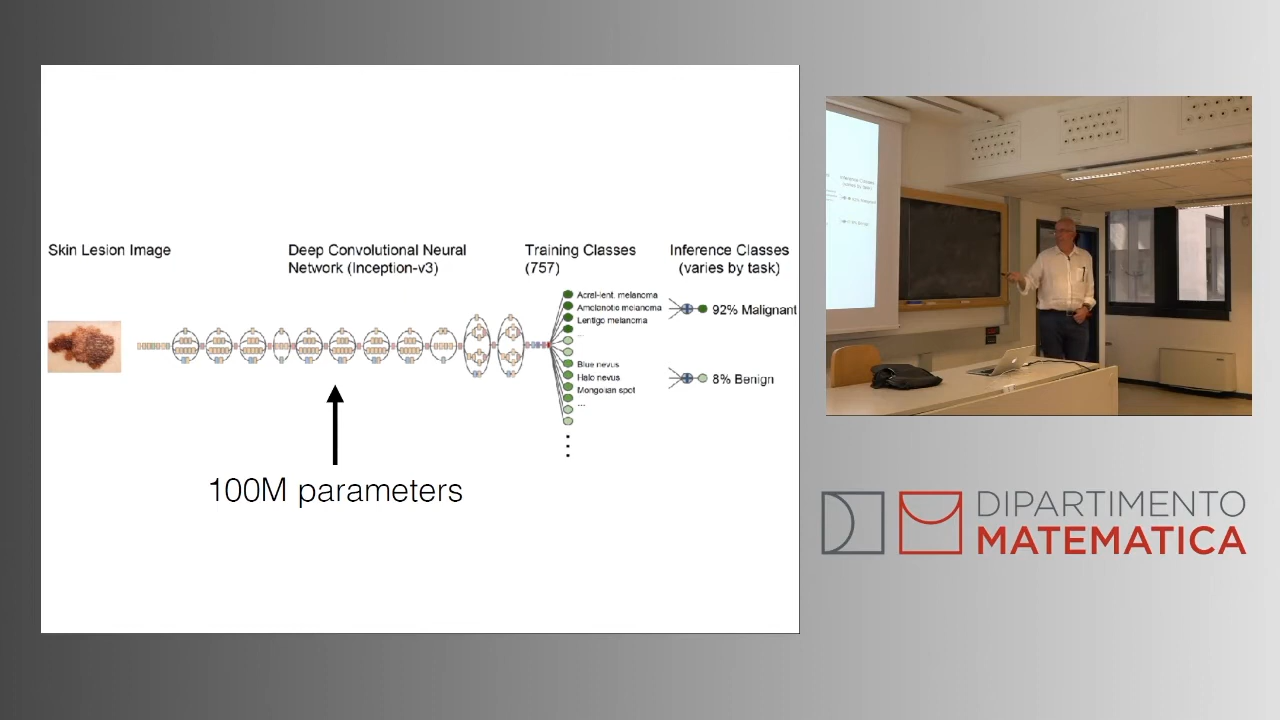 Skin Lesion Image
Deep Convolutional Neural
Network (Inception-v3)
Training Classes
(757)
Inference Classes
(varies by task)
Acral-lent. melanoma
Amelanotic melanoma
Lentigo melanoma
...
Blue nevus
Halo nevus
Mongolian spot
...
92% Malignant
8% Benign
100M parameters
DIPARTIMENTO
MATEMATICA